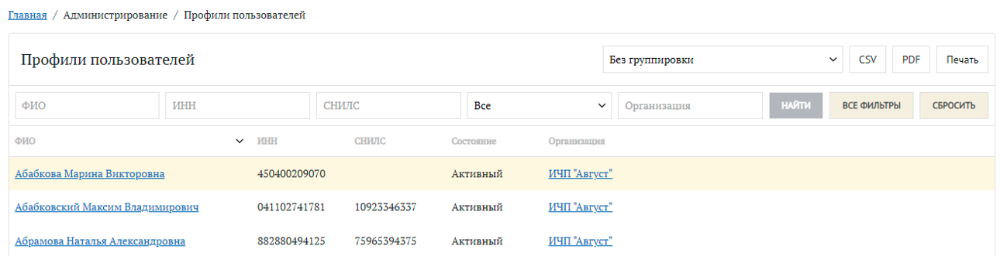 Главная / Администрирование / Профили пользователей
Профили пользователей Без группировки CSV PDF Печать
ФИО ИНН СНИЛС Все Организация НАЙТИ ВСЕ ФИЛЬТРЫ СБРОСИТЬ
ФИО ИНН СНИЛС Состояние Организация
Абабкова Марина Викторовна 450400209070 Активный ИЧП "Август"
Абабковский Максим Владимирович 041102741781 10923346337 Активный ИЧП "Август"
Абрамова Наталья Александровна 882880494125 75965394375 Активный ИЧП "Август"